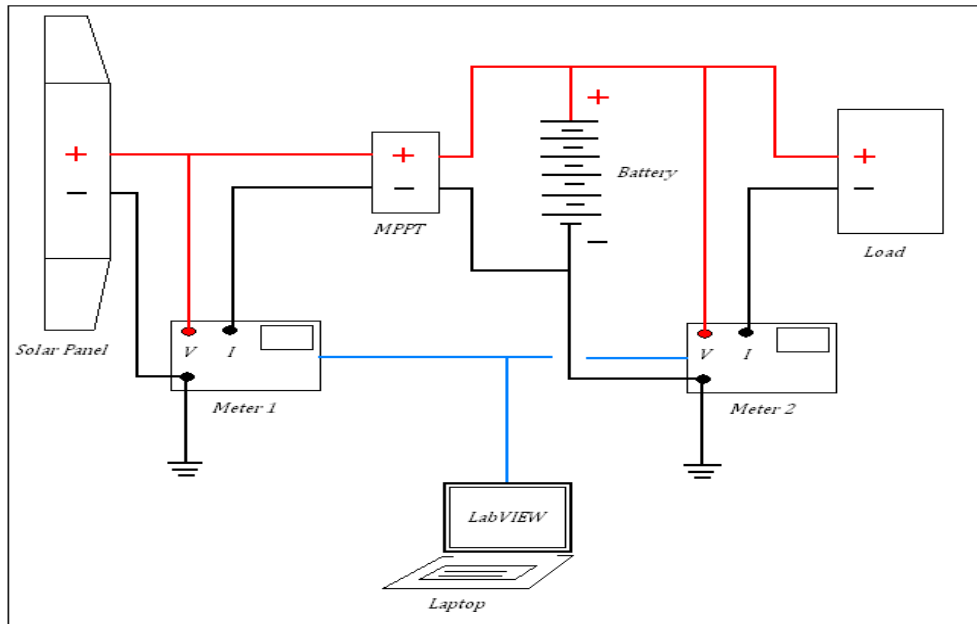 +
−
Solar Panel
+
−
MPPT
+
Battery
−
+
−
Load
V I
Meter 1
V I
Meter 2
LabVIEW
Laptop